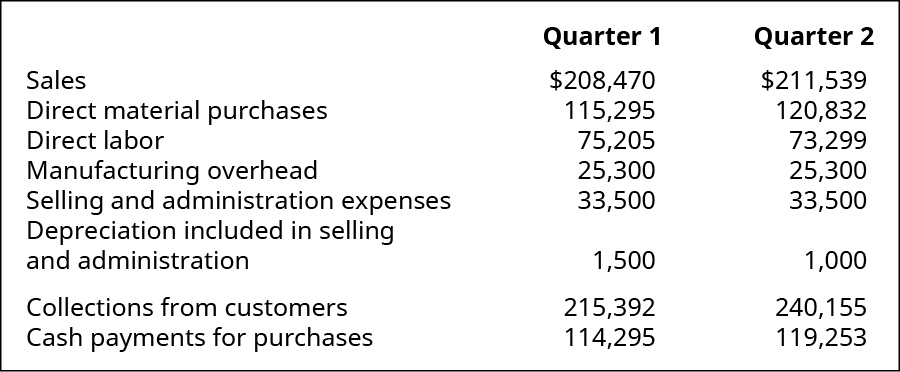 Quarter 1 Quarter 2
Sales $208,470 $211,539
Direct material purchases 115,295 120,832
Direct labor 75,205 73,299
Manufacturing overhead 25,300 25,300
Selling and administration expenses 33,500 33,500
Depreciation included in selling
and administration 1,500 1,000
Collections from customers 215,392 240,155
Cash payments for purchases 114,295 119,253